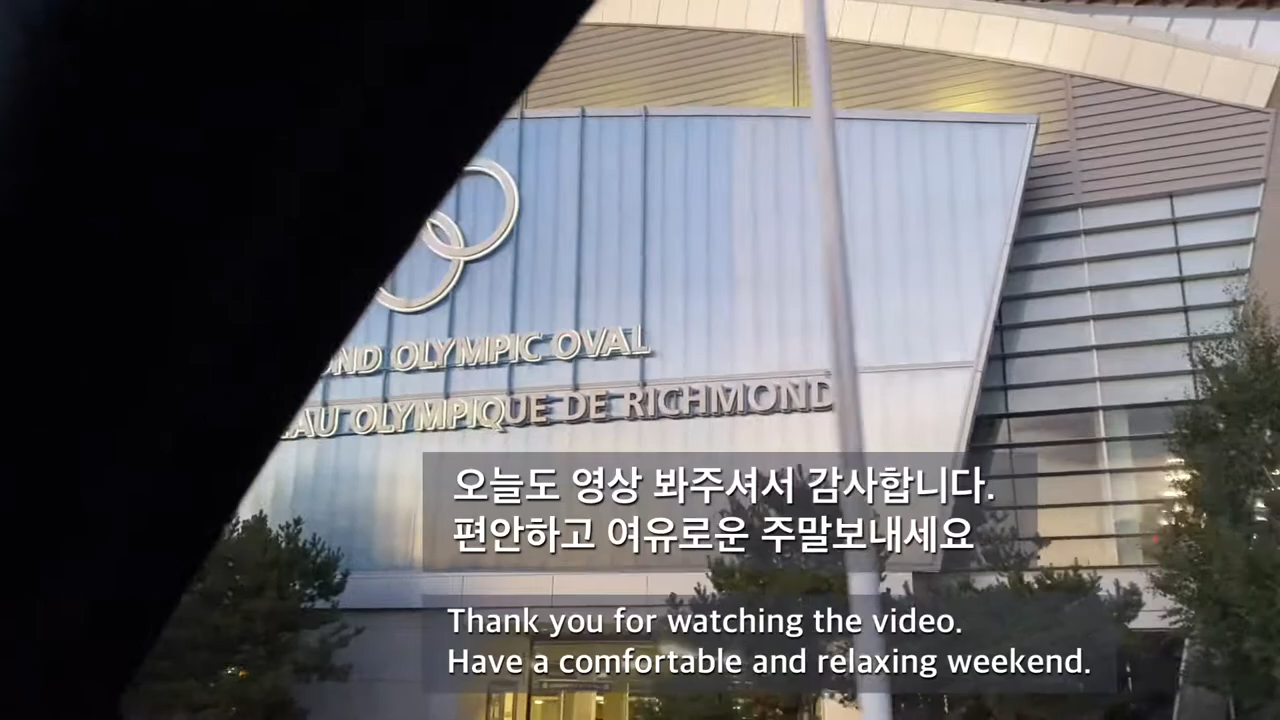 OLYMPIC OVAL
OLYMPIQUE DE RICHMOND
오늘도 영상 봐주셔서 감사합니다.
편안하고 여유로운 주말보내세요
Thank you for watching the video.
Have a comfortable and relaxing weekend.